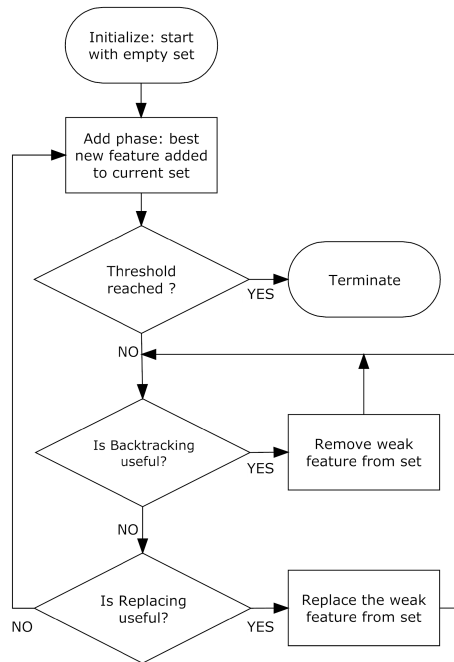 Initialize: start
with empty set
Add phase: best
new feature added
to current set
Threshold
reached ?
YES
Terminate
NO
Is Backtracking
useful?
YES
Remove weak
feature from set
NO
Is Replacing
useful?
NO
YES
Replace the weak
feature from set